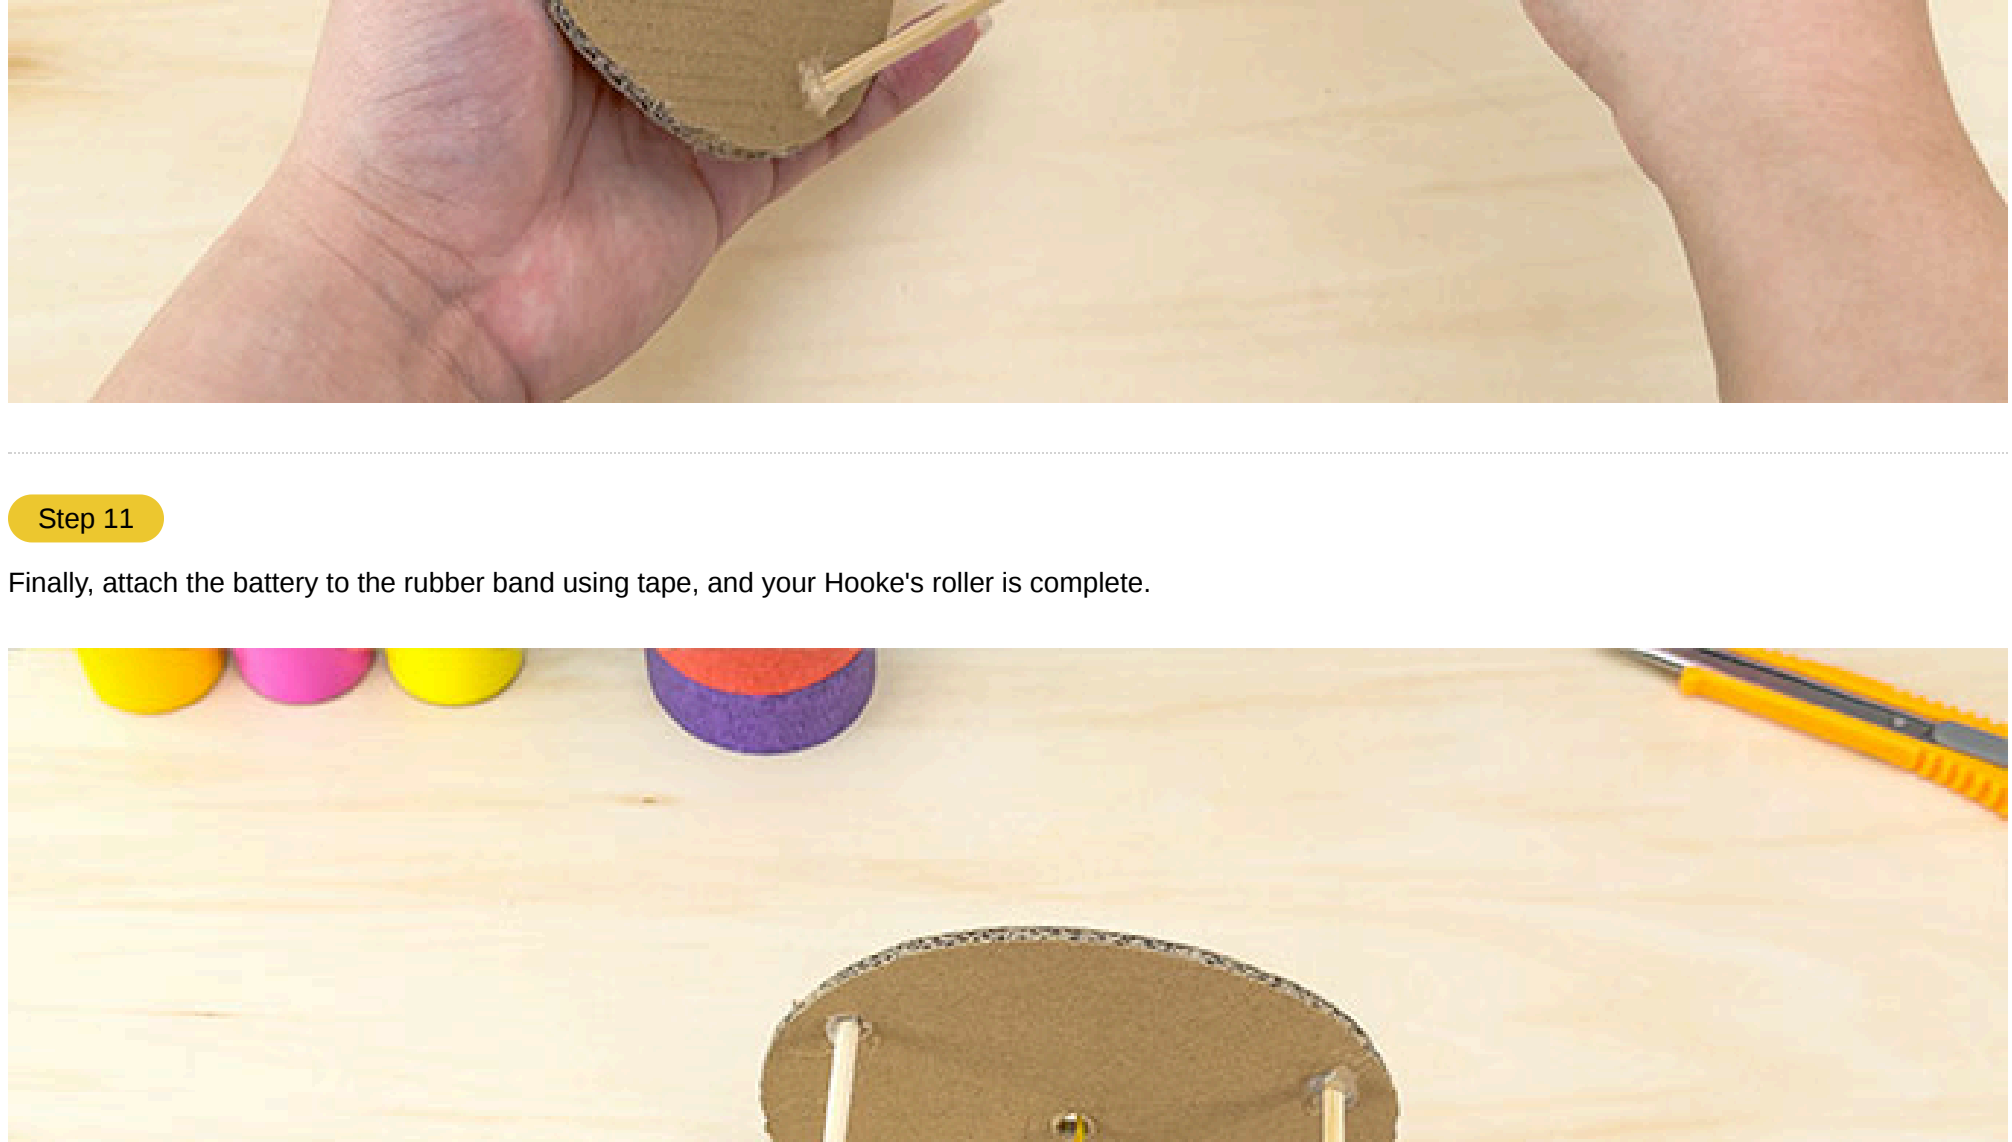 Step 11
Finally, attach the battery to the rubber band using tape, and your Hooke's roller is complete.